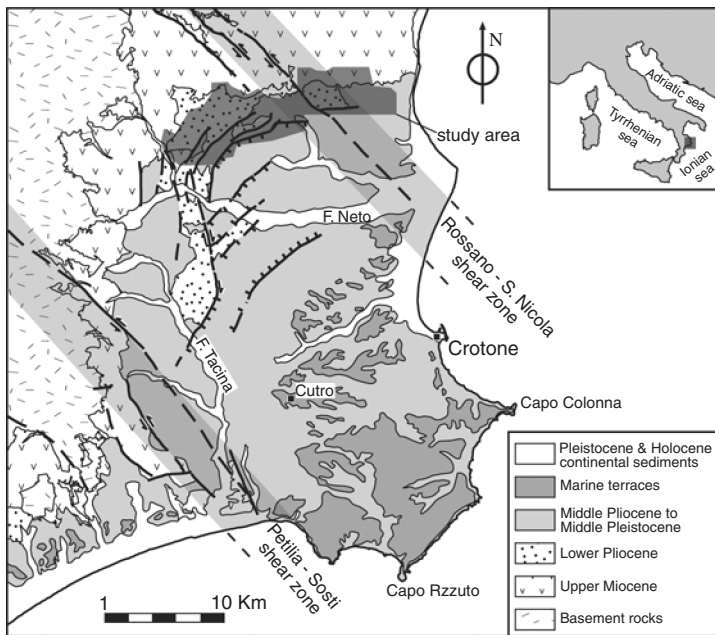 N
Adriatic sea
Tyrrhenian
sea
Ionian
sea
study area
F. Neto
Rossano - S. Nicola
shear zone
Crotone
F. Tacina
Cutro
Capo Colonna
Petilia - Sosti
shear zone
Capo Rzzuto
1 10 Km
Pleistocene & Holocene
continental sediments
Marine terraces
Middle Pliocene to
Middle Pleistocene
Lower Pliocene
Upper Miocene
Basement rocks